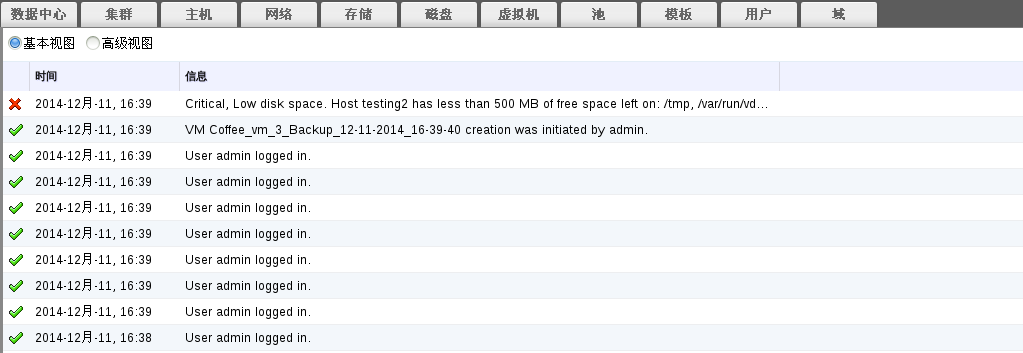 数据中心 集群 主机 网络 存储 磁盘 虚拟机 池 模板 用户 域
基本视图 高级视图
时间 信息
2014-12月-11, 16:39 Critical, Low disk space. Host testing2 has less than 500 MB of free space left on: /tmp, /var/run/vd...
2014-12月-11, 16:39 VM Coffee_vm_3_Backup_12-11-2014_16-39-40 creation was initiated by admin.
2014-12月-11, 16:39 User admin logged in.
2014-12月-11, 16:39 User admin logged in.
2014-12月-11, 16:39 User admin logged in.
2014-12月-11, 16:39 User admin logged in.
2014-12月-11, 16:39 User admin logged in.
2014-12月-11, 16:39 User admin logged in.
2014-12月-11, 16:39 User admin logged in.
2014-12月-11, 16:38 User admin logged in.